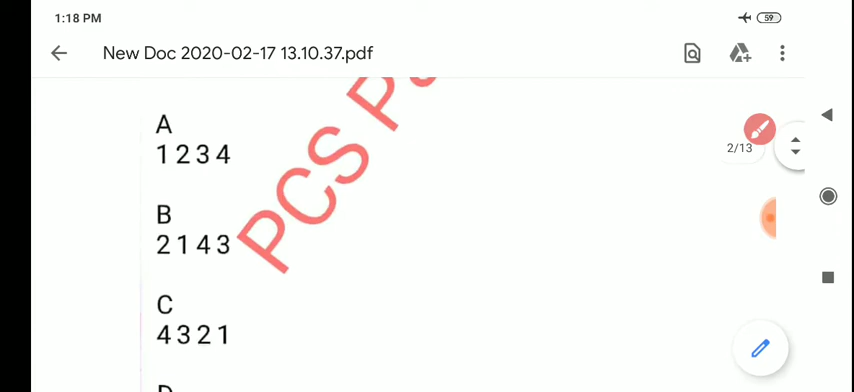 1:18 PM
59
New Doc 2020-02-17 13.10.37.pdf
A
1 2 3 4
2/13
B
2 1 4 3
PCS
C
4 3 2 1